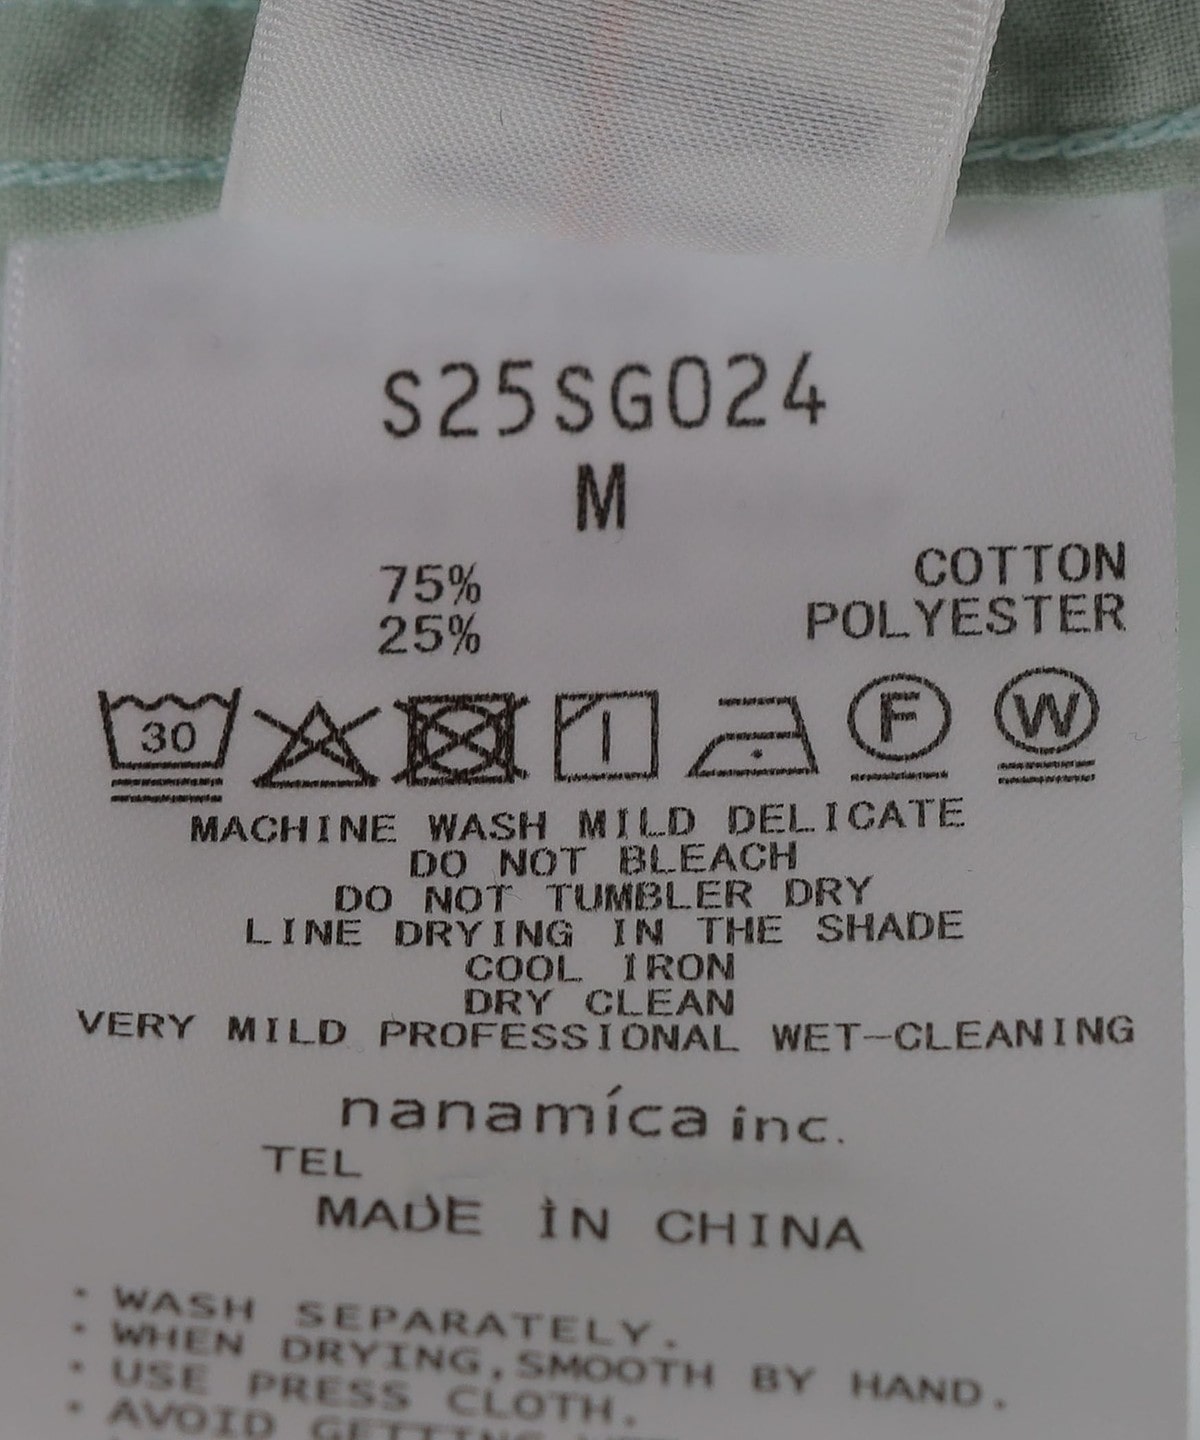 S25SG024
M
75% COTTON
25% POLYESTER
30 F W
MACHINE WASH MILD DELICATE
DO NOT BLEACH
DO NOT TUMBLER DRY
LINE DRYING IN THE SHADE
COOL IRON
DRY CLEAN
VERY MILD PROFESSIONAL WET-CLEANING
nanamíca inc.
TEL
MADE IN CHINA
・WASH SEPARATELY.
・WHEN DRYING,SMOOTH BY HAND.
・USE PRESS CLOTH.
・AVOID GETTING